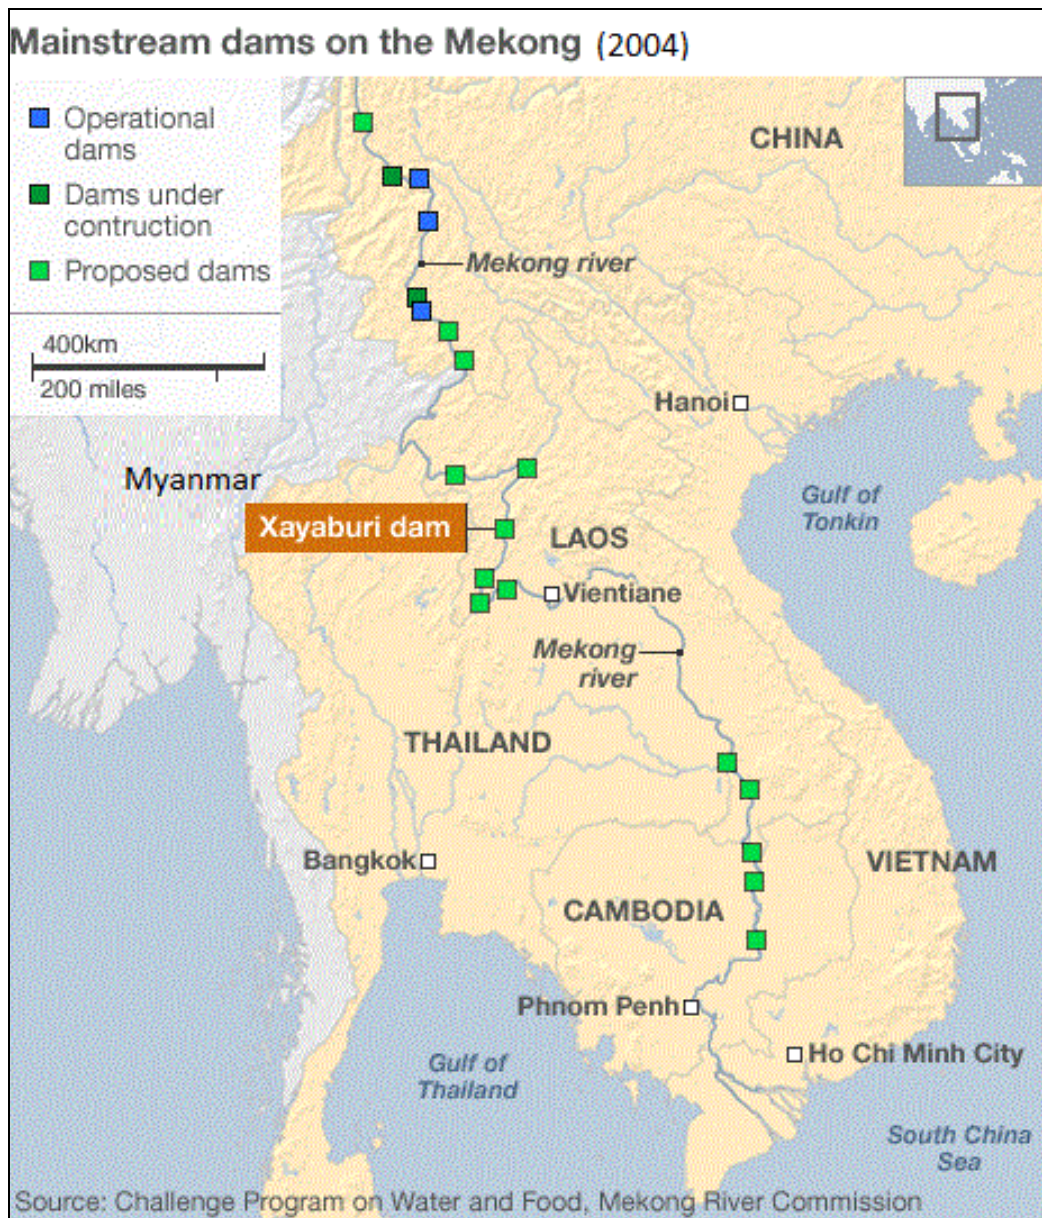 Mainstream dams on the Mekong (2004)
Operational
dams
Dams under
contruction
Proposed dams
400km
200 miles
CHINA
Mekong river
Hanoi
Myanmar
Gulf of
Tonkin
Xayaburi dam
LAOS
Vientiane
Mekong
river
THAILAND
Bangkok
VIETNAM
CAMBODIA
Phnom Penh
Ho Chi Minh City
Gulf of
Thailand
South China
Sea
Source: Challenge Program on Water and Food, Mekong River Commission